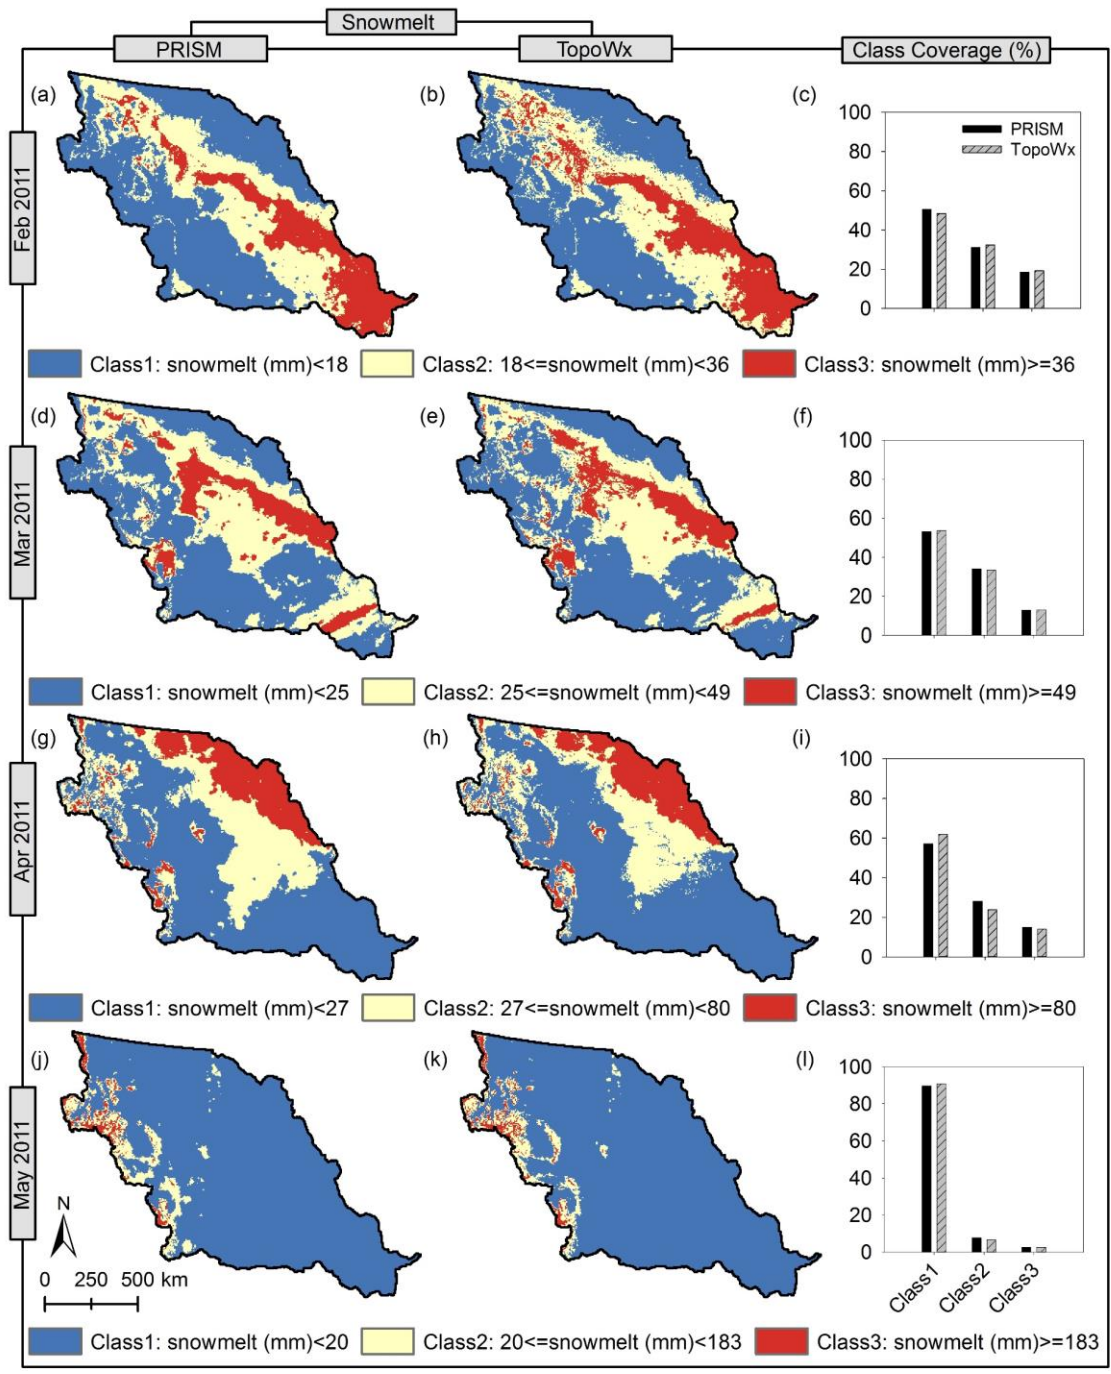 Snowmelt
PRISM
TopoWx
Class Coverage (%)
Feb 2011
(a)
(b)
(c)
100
80
60
40
20
0
PRISM
TopoWx
Class1: snowmelt (mm)<18
Class2: 18<=snowmelt (mm)<36
Class3: snowmelt (mm)>=36
Mar 2011
(d)
(e)
(f)
100
80
60
40
20
0
Class1: snowmelt (mm)<25
Class2: 25<=snowmelt (mm)<49
Class3: snowmelt (mm)>=49
Apr 2011
(g)
(h)
(i)
100
80
60
40
20
0
Class1: snowmelt (mm)<27
Class2: 27<=snowmelt (mm)<80
Class3: snowmelt (mm)>=80
May 2011
(j)
(k)
(l)
100
80
60
40
20
0
Class1
Class2
Class3
N
0 250 500 km
Class1: snowmelt (mm)<20
Class2: 20<=snowmelt (mm)<183
Class3: snowmelt (mm)>=183